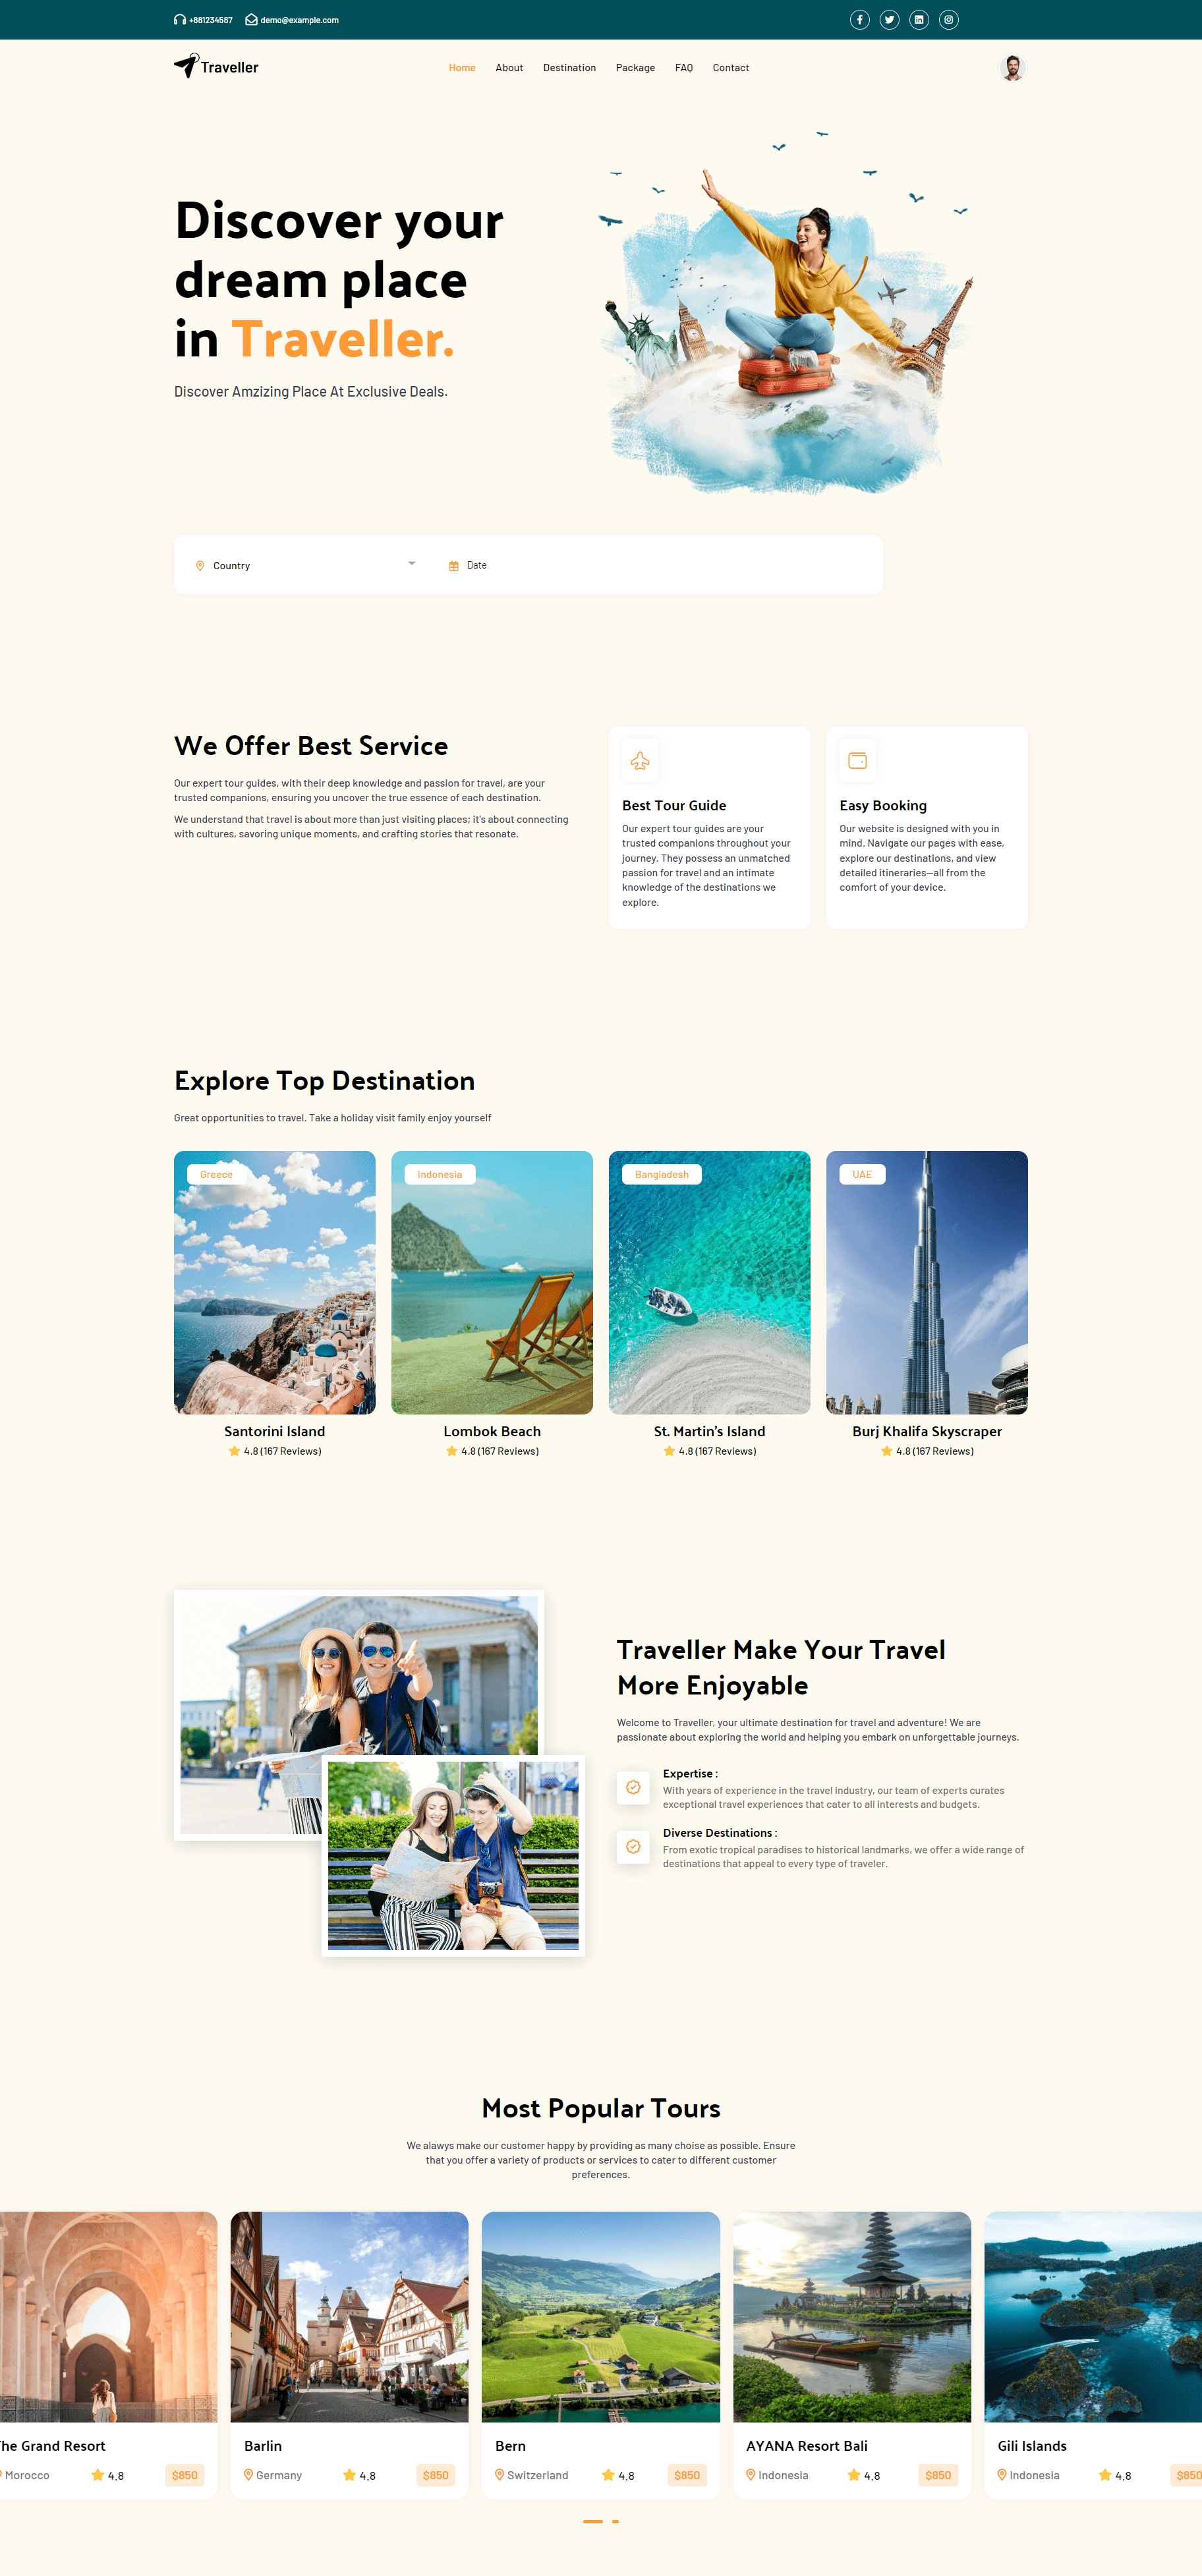 +881234587 demo@example.com
Traveller Home About Destination Package FAQ Contact
Discover your
dream place
in Traveller.
Discover Amzizing Place At Exclusive Deals.
Country Date
We Offer Best Service
Our expert tour guides, with their deep knowledge and passion for travel, are your
trusted companions, ensuring you uncover the true essence of each destination.
We understand that travel is about more than just visiting places; it's about connecting
with cultures, savoring unique moments, and crafting stories that resonate.
Best Tour Guide
Our expert tour guides are your
trusted companions throughout your
journey. They possess an unmatched
passion for travel and an intimate
knowledge of the destinations we
explore.
Easy Booking
Our website is designed with you in
mind. Navigate our pages with ease,
explore our destinations, and view
detailed itineraries—all from the
comfort of your device.
Explore Top Destination
Great opportunities to travel. Take a holiday visit family enjoy yourself
Greece
Santorini Island
4.8 (167 Reviews)
Indonesia
Lombok Beach
4.8 (167 Reviews)
Bangladesh
St. Martin's Island
4.8 (167 Reviews)
UAE
Burj Khalifa Skyscraper
4.8 (167 Reviews)
Traveller Make Your Travel
More Enjoyable
Welcome to Traveller, your ultimate destination for travel and adventure! We are
passionate about exploring the world and helping you embark on unforgettable journeys.
Expertise :
With years of experience in the travel industry, our team of experts curates
exceptional travel experiences that cater to all interests and budgets.
Diverse Destinations :
From exotic tropical paradises to historical landmarks, we offer a wide range of
destinations that appeal to every type of traveler.
Most Popular Tours
We alawys make our customer happy by providing as many choise as possible. Ensure
that you offer a variety of products or services to cater to different customer
preferences.
The Grand Resort
Morocco 4.8 $850
Barlin
Germany 4.8 $850
Bern
Switzerland 4.8 $850
AYANA Resort Bali
Indonesia 4.8 $850
Gili Islands
Indonesia 4.8 $850